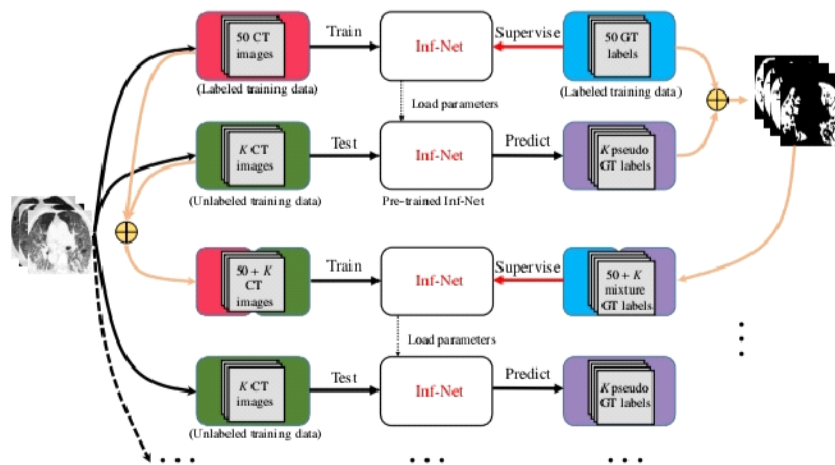 50 CT
images
(Labeled training data)
Train
Inf-Net
Supervise
50 GT
labels
(Labeled training data)
Load parameters
K CT
images
(Unlabeled training data)
Test
Inf-Net
Pre-trained Inf-Net
Predict
K pseudo
GT labels
50 + K
CT
images
Train
Inf-Net
Supervise
50 + K
mixture
GT labels
Load parameters
K CT
images
(Unlabeled training data)
Test
Inf-Net
Predict
K pseudo
GT labels